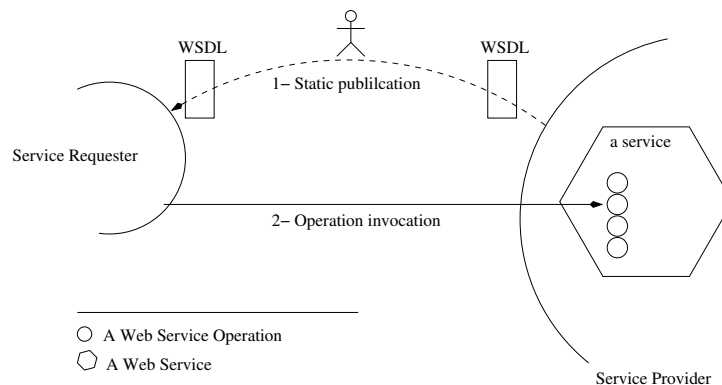 WSDL
WSDL
1– Static publilcation
a service
Service Requester
2– Operation invocation
A Web Service Operation
A Web Service
Service Provider